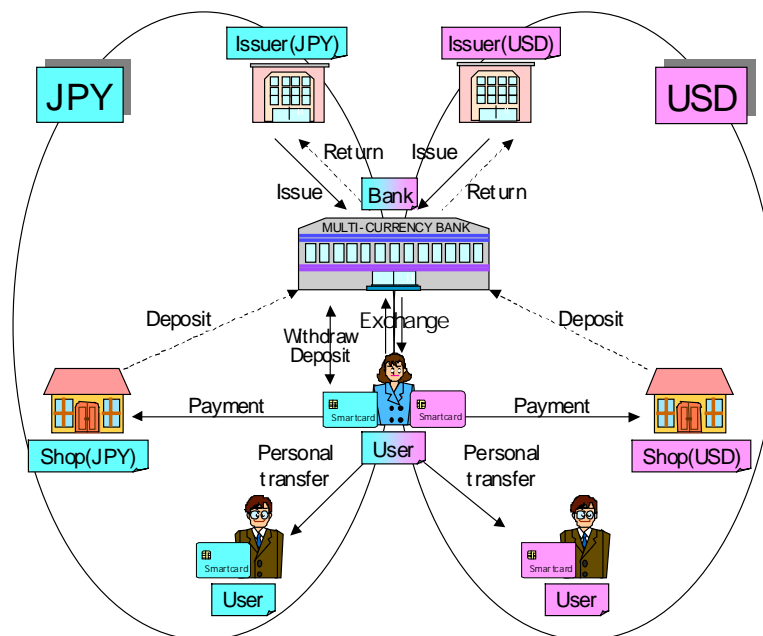 Issuer(JPY)
Issuer(USD)
JPY
USD
Return
Issue
Issue
Return
Bank
MULTI-CURRENCY BANK
Deposit
Withdraw
Deposit
Exchange
Deposit
Payment
Smartcard
Smartcard
Payment
Shop(JPY)
User
Shop(USD)
Personal
transfer
Personal
transfer
Smartcard
Smartcard
User
User